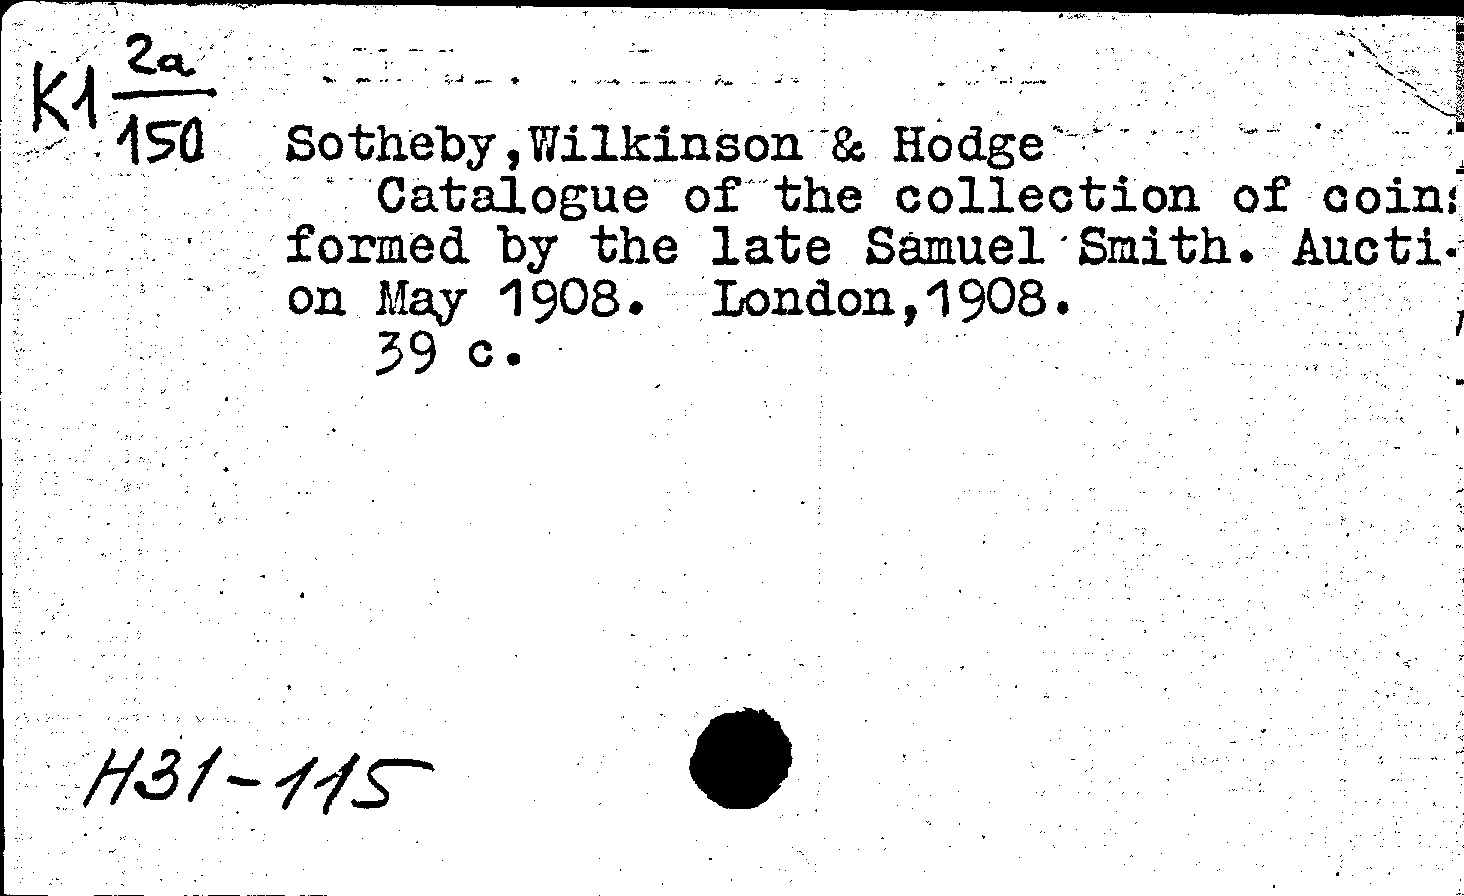 K1 2a
150
Sotheby,Wilkinson & Hodge
Catalogue of the collection of coins
formed by the late Samuel Smith. Aucti-
on May 1908. London,1908.
39 c.
H31-115